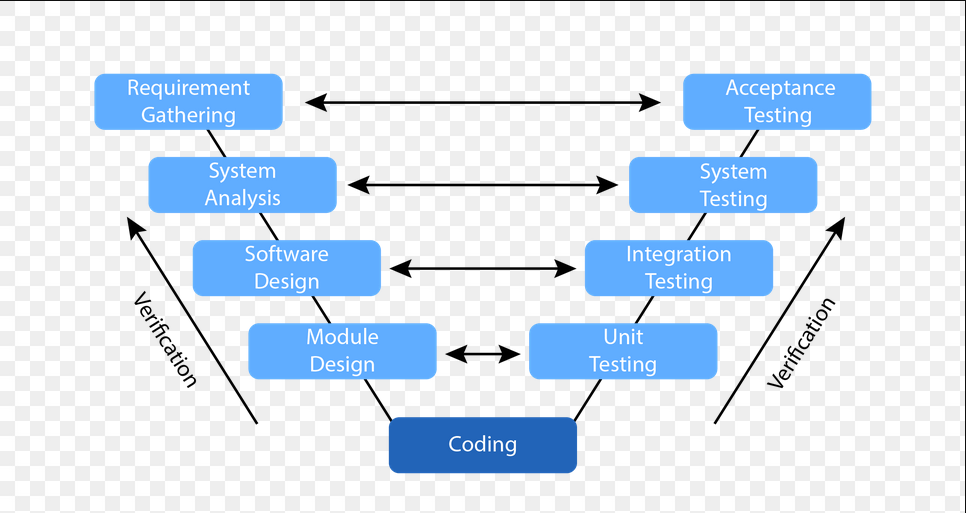 Requirement
Gathering
Acceptance
Testing
System
Analysis
System
Testing
Software
Design
Integration
Testing
Module
Design
Unit
Testing
Verification
Verification
Coding